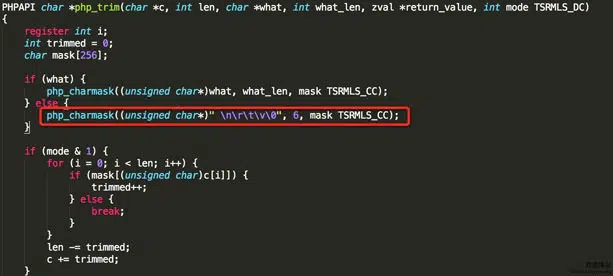 PHPAPI char *php_trim(char *c, int len, char *what, int what_len, zval *return_value, int mode TSRMLS_DC)
{
    register int i;
    int trimmed = 0;
    char mask[256];

    if (what) {
        php_charmask((unsigned char*)what, what_len, mask TSRMLS_CC);
    } else {
        php_charmask((unsigned char*)" \n\r\t\v\0", 6, mask TSRMLS_CC);
    }

    if (mode & 1) {
        for (i = 0; i < len; i++) {
            if (mask[(unsigned char)c[i]]) {
                trimmed++;
            } else {
                break;
            }
        }
        len -= trimmed;
        c += trimmed;
    }